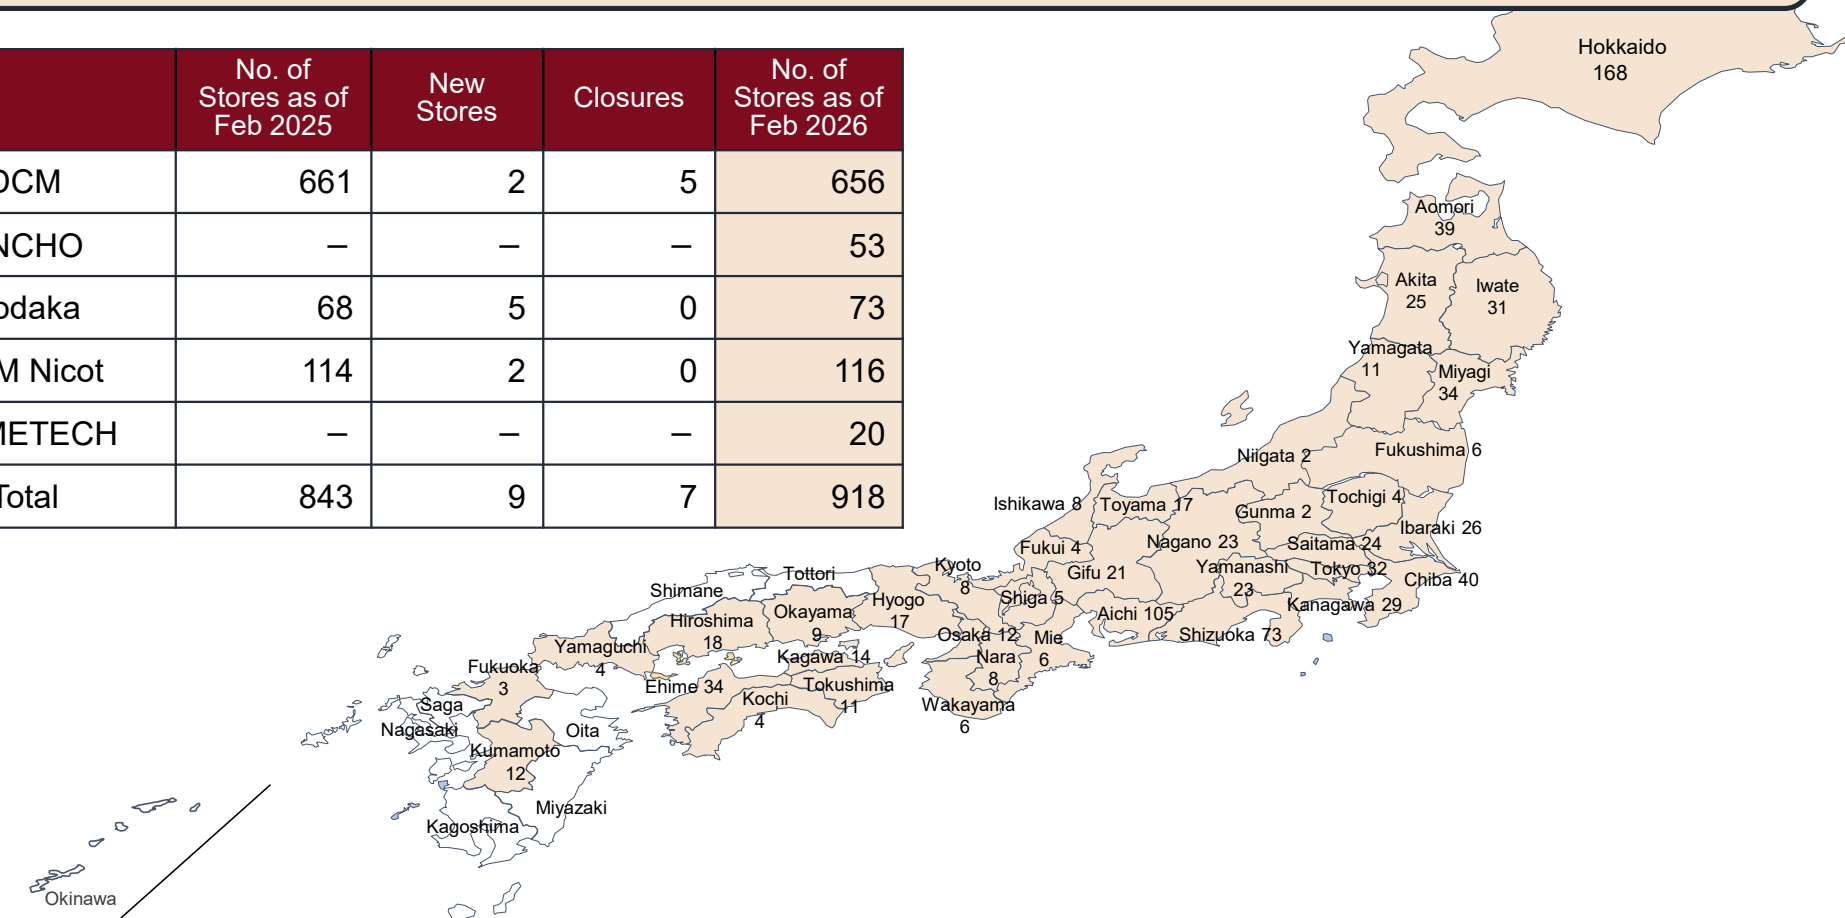 No. of
Stores as of
Feb 2025
New
Stores
Closures
No. of
Stores as of
Feb 2026
DCM 661 2 5 656
NCHO – – – 53
odaka 68 5 0 73
M Nicot 114 2 0 116
METECH – – – 20
Total 843 9 7 918
Hokkaido
168
Aomori
39
Akita
25
Iwate
31
Yamagata
11
Miyagi
34
Fukushima 6
Niigata 2
Ishikawa 8
Toyama 17
Gunma 2
Tochigi 4
Ibaraki 26
Fukui 4
Nagano 23
Saitama 24
Gifu 21
Yamanashi
23
Tokyo 32
Chiba 40
Kanagawa 29
Aichi 105
Shizuoka 73
Kyoto
8
Shiga 5
Hyogo
17
Osaka 12
Mie
6
Nara
8
Wakayama
6
Tottori
Shimane
Okayama
9
Hiroshima
18
Yamaguchi
4
Kagawa 14
Tokushima
11
Ehime 34
Kochi
4
Fukuoka
3
Saga
Nagasaki
Oita
Kumamoto
12
Miyazaki
Kagoshima
Okinawa